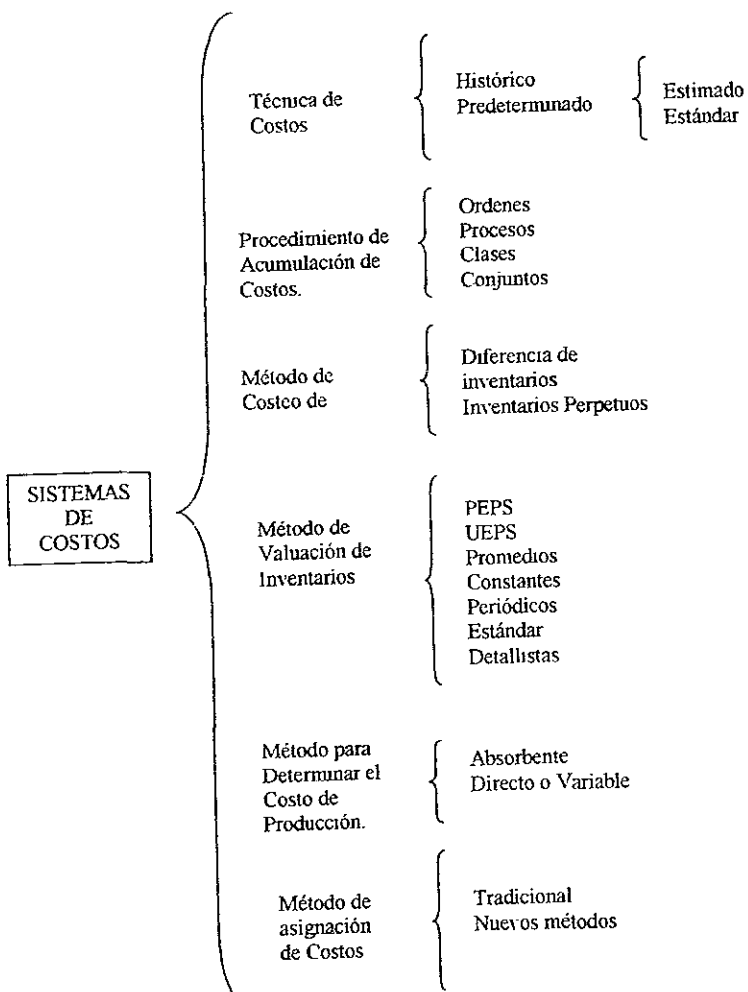 Técnica de
Costos
Histórico
Predeterminado
Estimado
Estándar
Procedimiento de
Acumulación de
Costos.
Ordenes
Procesos
Clases
Conjuntos
Método de
Costeo de
Diferencia de
inventarios
Inventarios Perpetuos
SISTEMAS
DE
COSTOS
Método de
Valuación de
Inventarios
PEPS
UEPS
Promedios
Constantes
Periódicos
Estándar
Detallistas
Método para
Determinar el
Costo de
Producción.
Absorbente
Directo o Variable
Método de
asignación
de Costos
Tradicional
Nuevos métodos